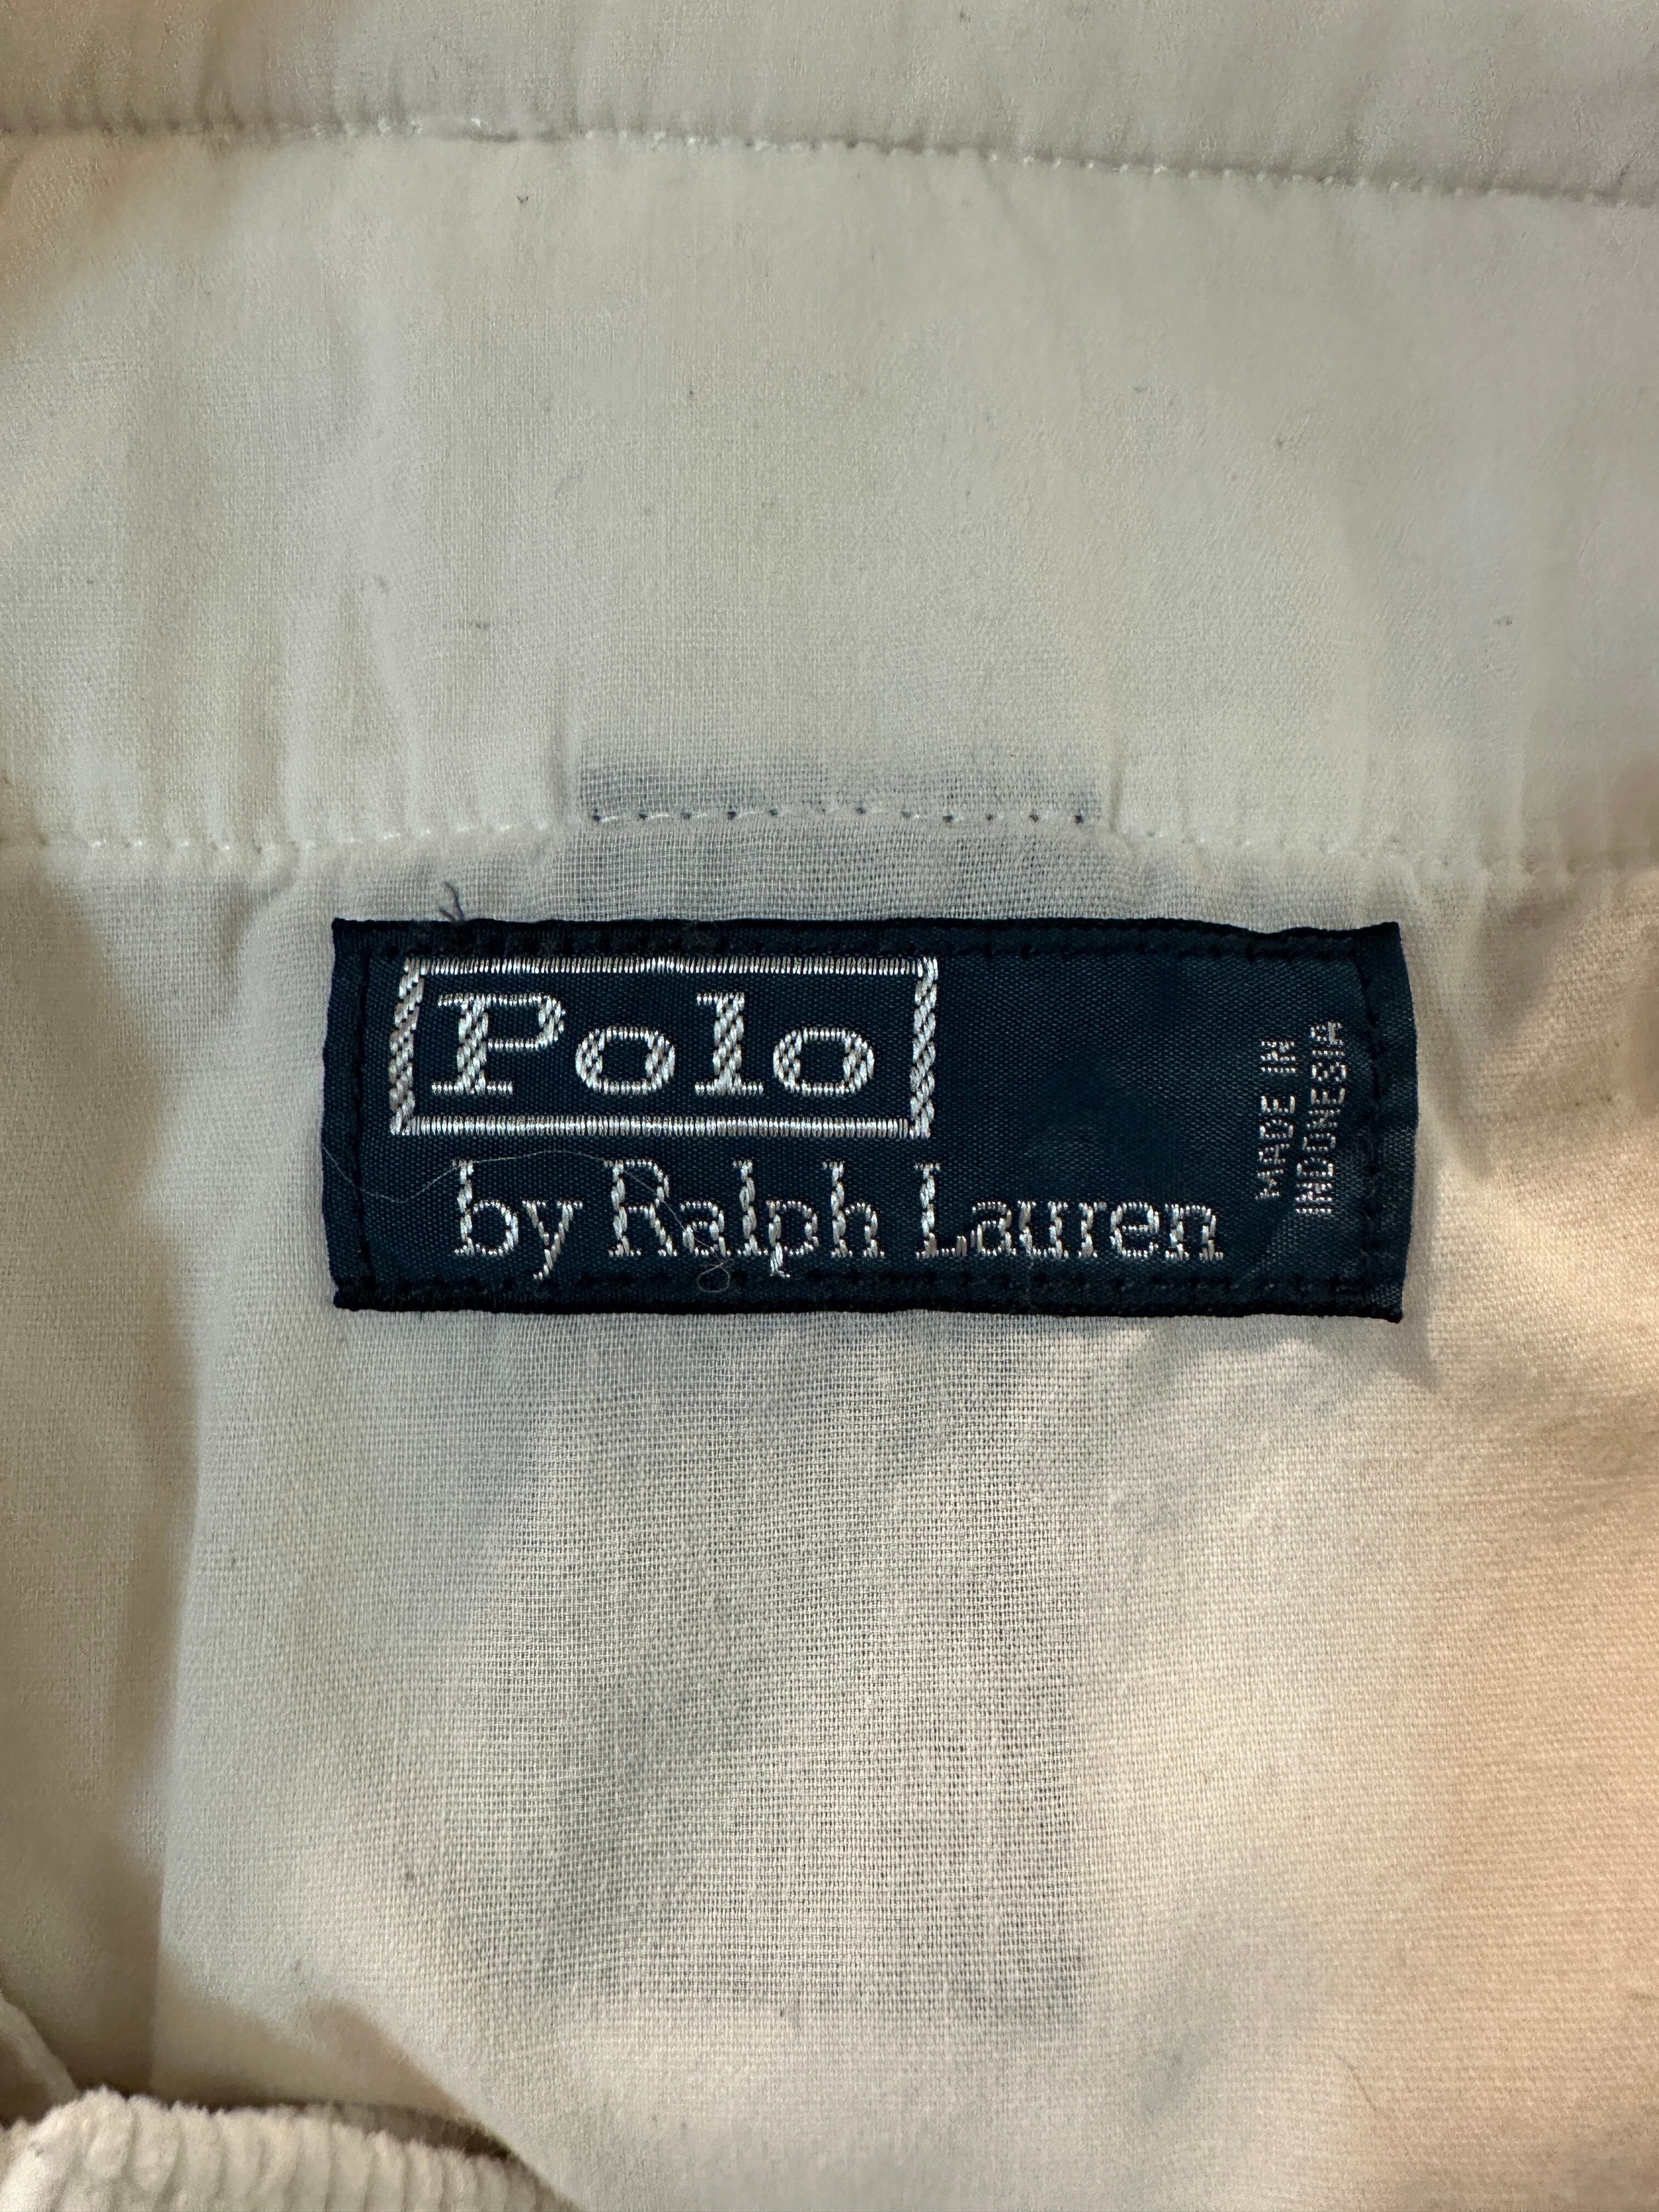 Polo
by Ralph Lauren
MADE IN
INDONESIA